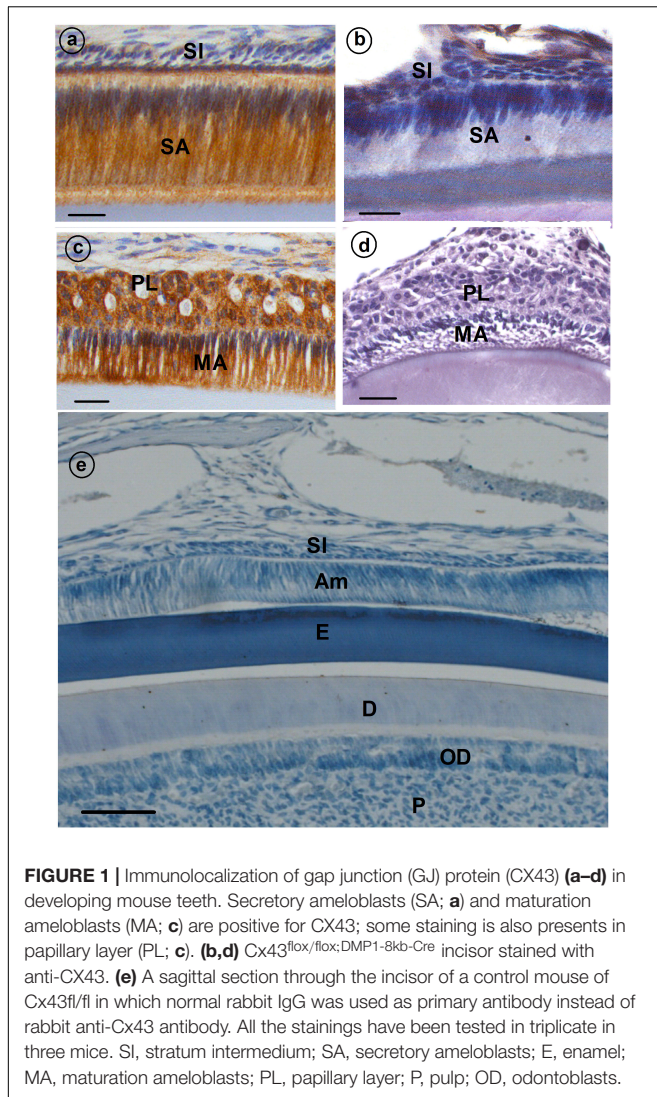 a
SI
SA
b
SI
SA
c
PL
MA
d
PL
MA
e
SI
Am
E
D
OD
P
FIGURE 1 | Immunolocalization of gap junction (GJ) protein (CX43) (a–d) in
developing mouse teeth. Secretory ameloblasts (SA; a) and maturation
ameloblasts (MA; c) are positive for CX43; some staining is also presents in
papillary layer (PL; c). (b,d) Cx43flox/flox;DMP1-8kb-Cre incisor stained with
anti-CX43. (e) A sagittal section through the incisor of a control mouse of
Cx43fl/fl in which normal rabbit IgG was used as primary antibody instead of
rabbit anti-Cx43 antibody. All the stainings have been tested in triplicate in
three mice. SI, stratum intermedium; SA, secretory ameloblasts; E, enamel;
MA, maturation ameloblasts; PL, papillary layer; P, pulp; OD, odontoblasts.